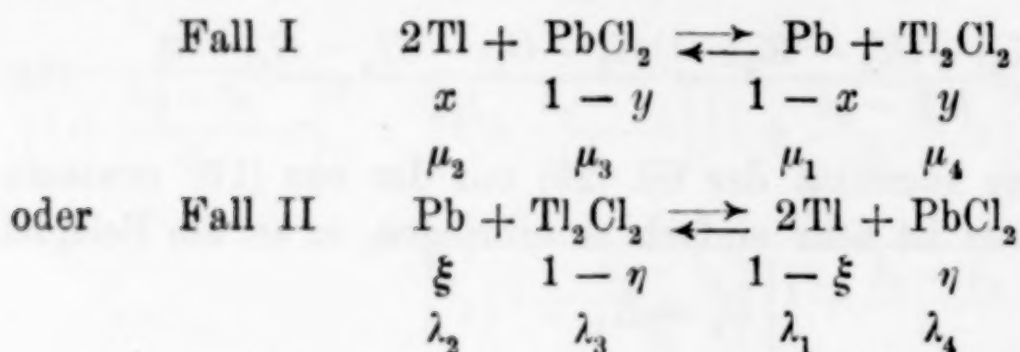 Fall I 2Tl + PbCl₂ ⇄ Pb + Tl₂Cl₂
x 1 − y 1 − x y
μ₂ μ₃ μ₁ μ₄
oder Fall II Pb + Tl₂Cl₂ ⇄ 2Tl + PbCl₂
ξ 1 − η 1 − ξ η
λ₂ λ₃ λ₁ λ₄